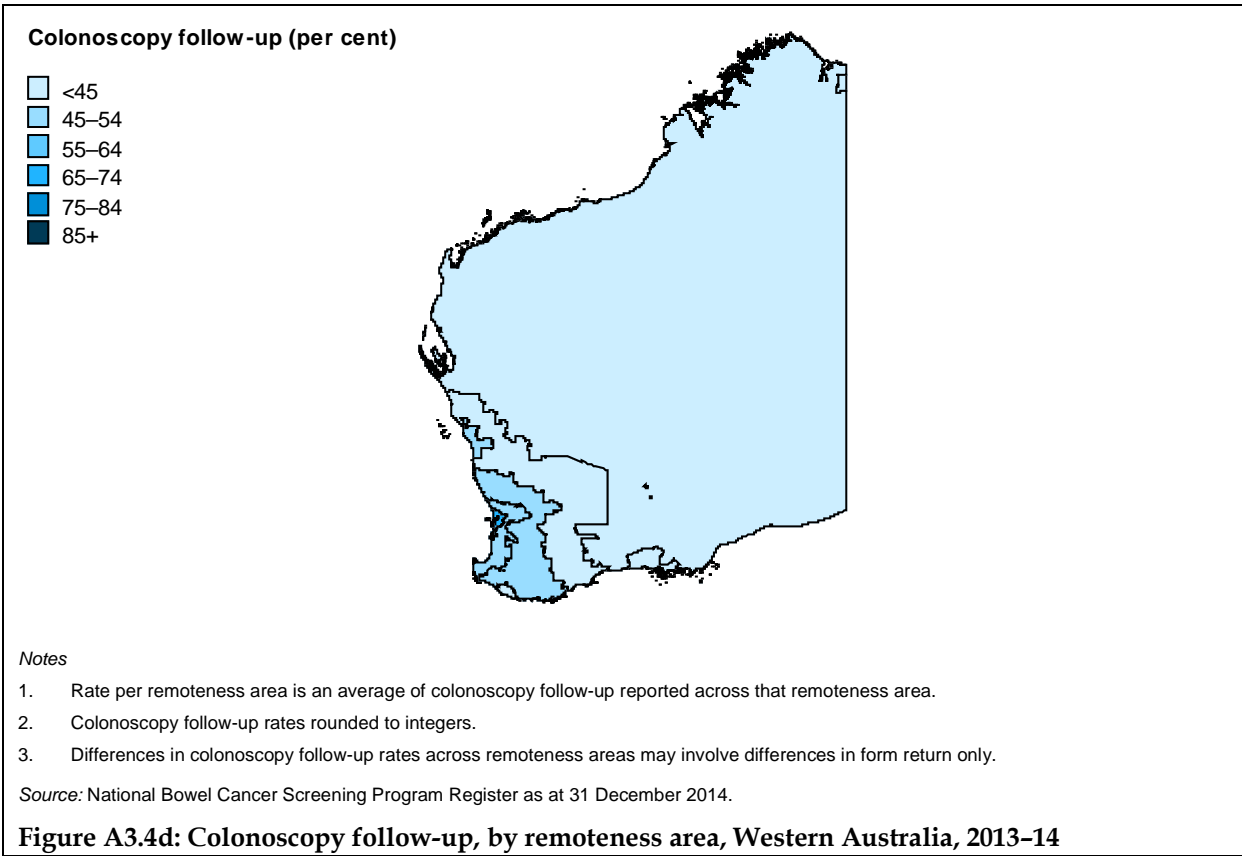 Colonoscopy follow-up (per cent)
<45
45–54
55–64
65–74
75–84
85+
Notes
1. Rate per remoteness area is an average of colonoscopy follow-up reported across that remoteness area.
2. Colonoscopy follow-up rates rounded to integers.
3. Differences in colonoscopy follow-up rates across remoteness areas may involve differences in form return only.
Source: National Bowel Cancer Screening Program Register as at 31 December 2014.
Figure A3.4d: Colonoscopy follow-up, by remoteness area, Western Australia, 2013–14